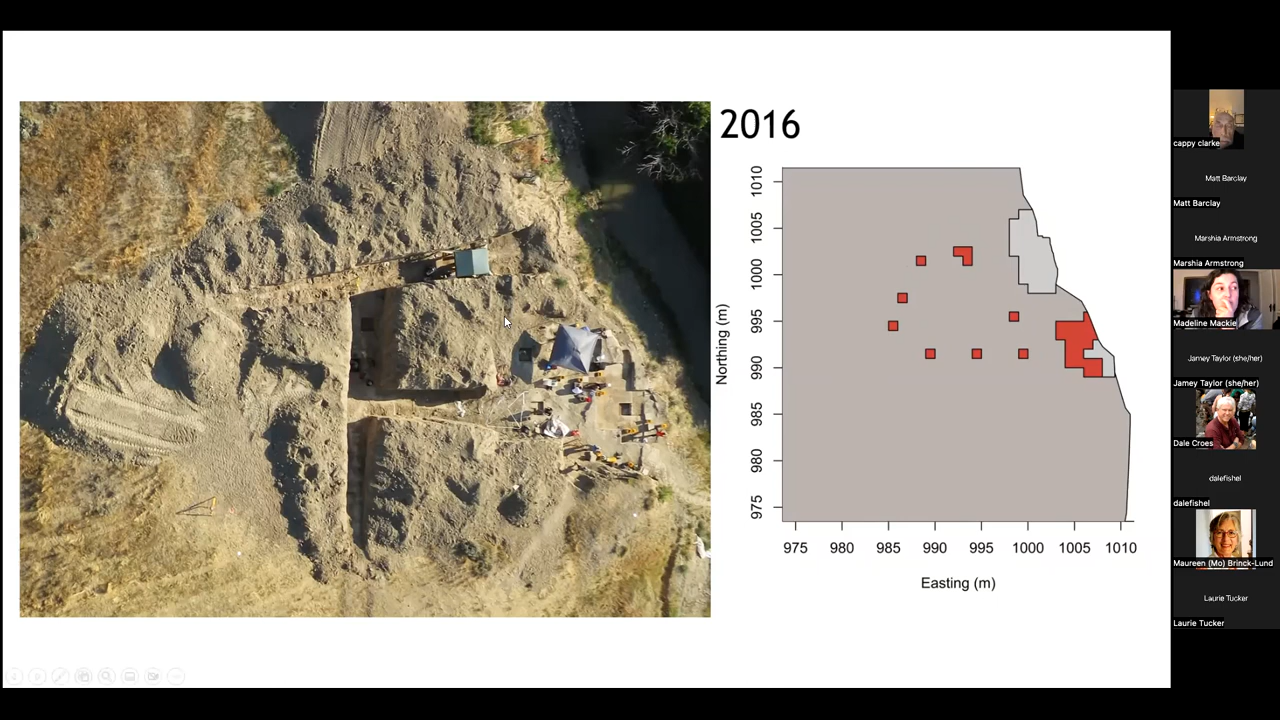 2016
Northing (m)
1010
1005
1000
995
990
985
980
975
975 980 985 990 995 1000 1005 1010
Easting (m)
cappy clarke
Matt Barclay
Matt Barclay
Marshia Armstrong
Marshia Armstrong
Madeline Mackie
Jamey Taylor (she/her)
Jamey Taylor (she/her)
Dale Croes
dalefishel
dalefishel
Maureen (Mo) Brinck-Lund
Laurie Tucker
Laurie Tucker